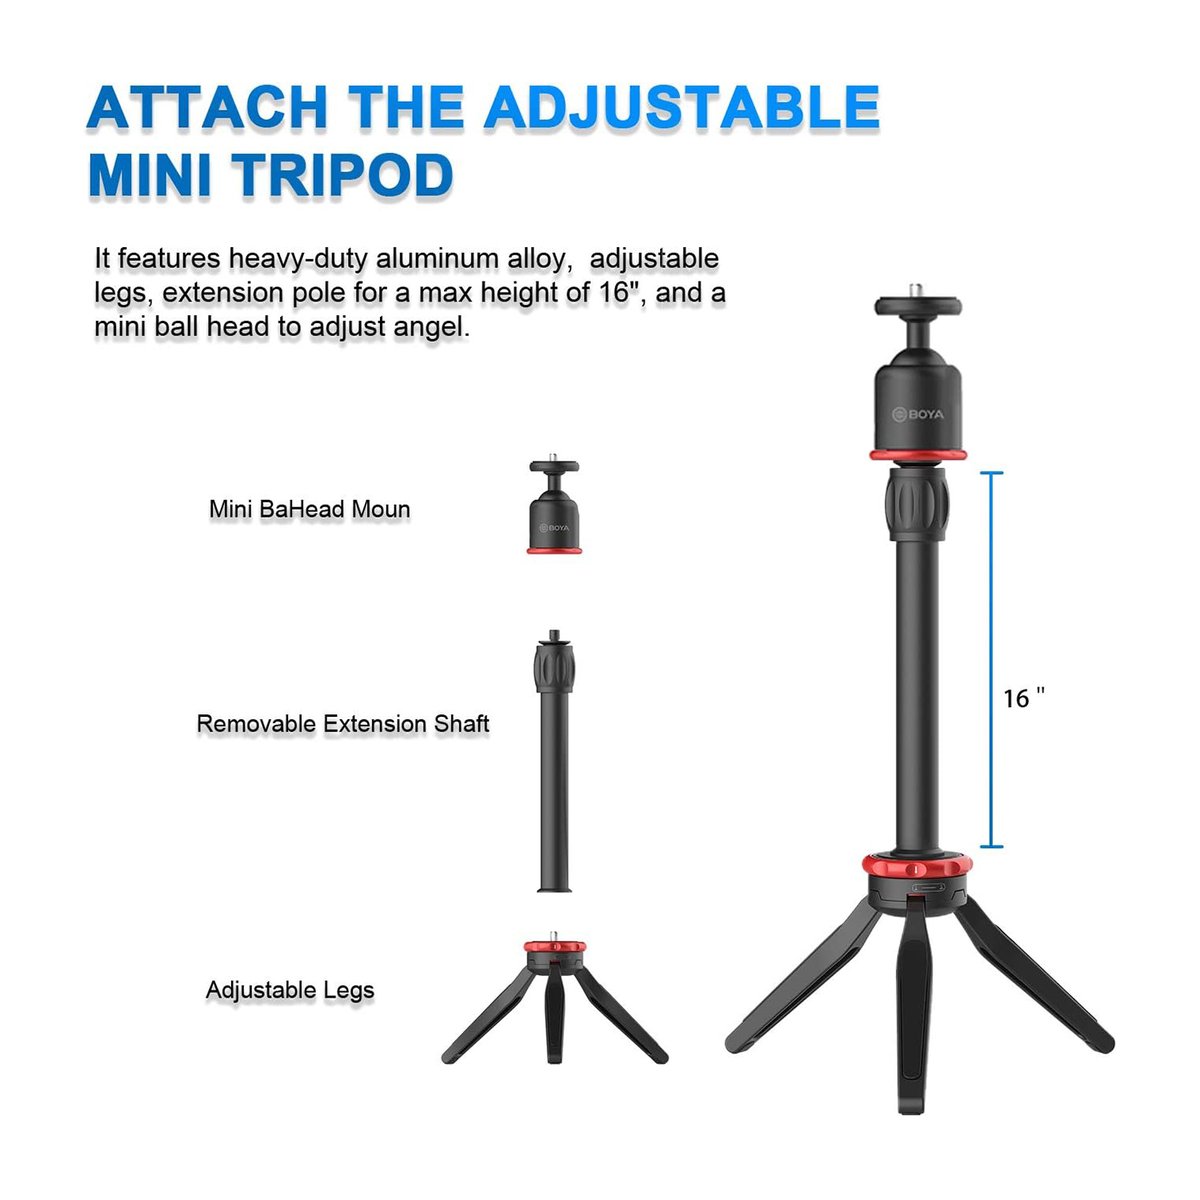 ATTACH THE ADJUSTABLE
MINI TRIPOD
It features heavy-duty aluminum alloy, adjustable
legs, extension pole for a max height of 16", and a
mini ball head to adjust angel.
BOYA
Mini BaHead Moun
BOYA
16 "
Removable Extension Shaft
Adjustable Legs